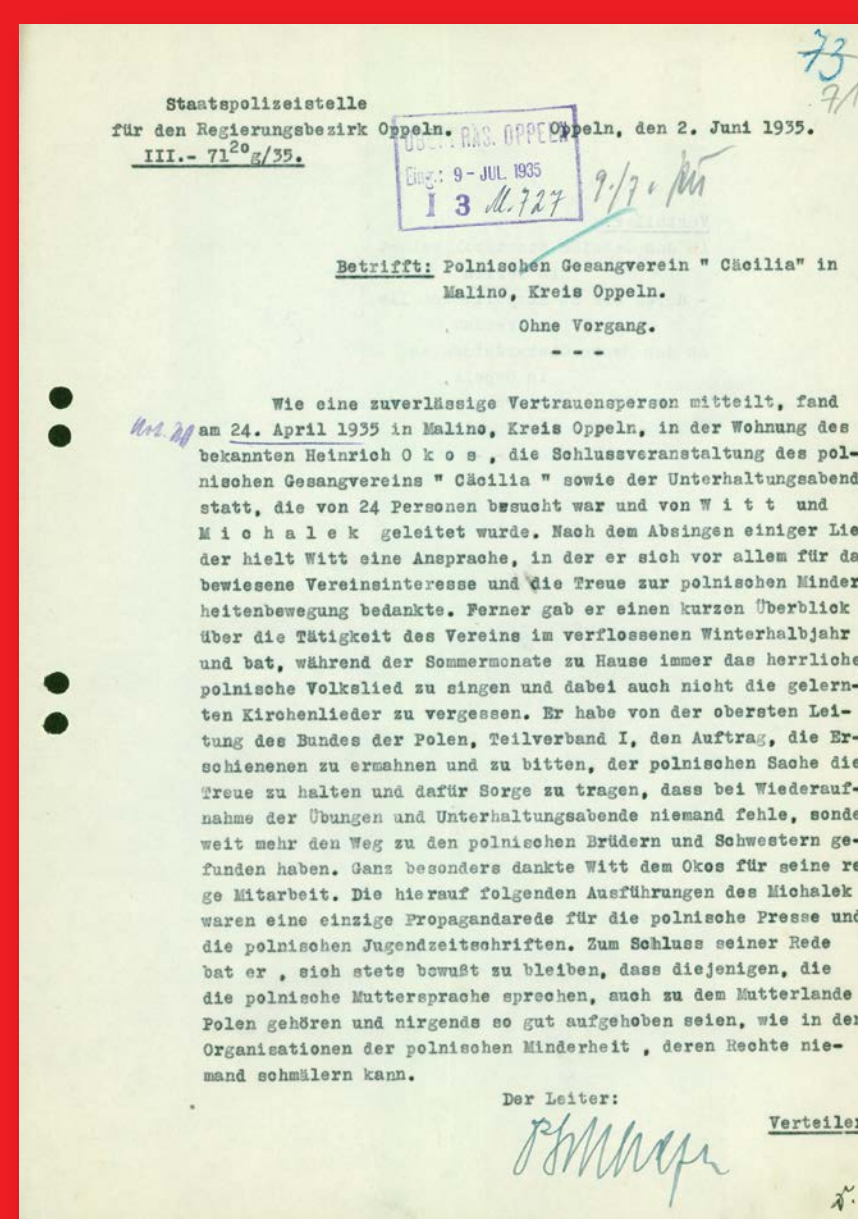 73
71
Staatspolizeistelle
für den Regierungsbezirk Oppeln. Oppeln, den 2. Juni 1935.
III.- 71²⁰g/35.
OBERPRÄS. OPPELN
Eing.: 9 - JUL. 1935
I 3 M.727
9./7.
Betrifft: Polnischen Gesangverein " Cäcilia" in
Malino, Kreis Oppeln.
Ohne Vorgang.
- - -
Wie eine zuverlässige Vertrauensperson mitteilt, fand
am 24. April 1935 in Malino, Kreis Oppeln, in der Wohnung des
bekannten Heinrich O k o s , die Schlussveranstaltung des pol-
nischen Gesangvereins " Cäcilia " sowie der Unterhaltungsabend
statt, die von 24 Personen besucht war und von W i t t und
M i c h a l e k geleitet wurde. Nach dem Absingen einiger Lie
der hielt Witt eine Ansprache, in der er sich vor allem für da
bewiesene Vereinsinteresse und die Treue zur polnischen Minder
heitenbewegung bedankte. Ferner gab er einen kurzen Überblick
über die Tätigkeit des Vereins im verflossenen Winterhalbjahr
und bat, während der Sommermonate zu Hause immer das herrliche
polnische Volkslied zu singen und dabei auch nicht die gelern-
ten Kirchenlieder zu vergessen. Er habe von der obersten Lei-
tung des Bundes der Polen, Teilverband I, den Auftrag, die Er-
schienenen zu ermahnen und zu bitten, der polnischen Sache die
Treue zu halten und dafür Sorge zu tragen, dass bei Wiederauf-
nahme der Übungen und Unterhaltungsabende niemand fehle, sonde
weit mehr den Weg zu den polnischen Brüdern und Schwestern ge-
funden haben. Ganz besonders dankte Witt dem Okos für seine re
ge Mitarbeit. Die hierauf folgenden Ausführungen des Michalek
waren eine einzige Propagandarede für die polnische Presse und
die polnischen Jugendzeitschriften. Zum Schluss seiner Rede
bat er , sich stets bewußt zu bleiben, dass diejenigen, die
die polnische Muttersprache sprechen, auch zu dem Mutterlande
Polen gehören und nirgends so gut aufgehoben seien, wie in den
Organisationen der polnischen Minderheit , deren Rechte nie-
mand schmälern kann.
Der Leiter:
Verteiler